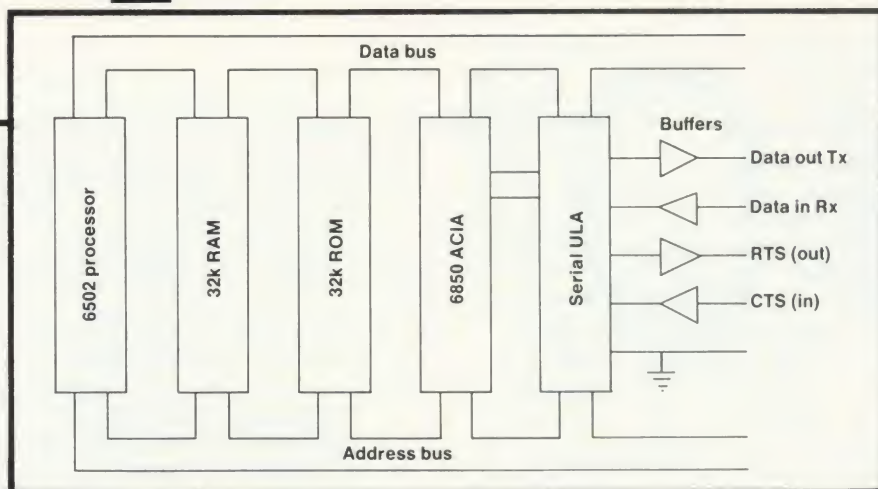 Data bus
Buffers
6502 processor
32k RAM
32k ROM
6850 ACIA
Serial ULA
Data out Tx
Data in Rx
RTS (out)
CTS (in)
Address bus